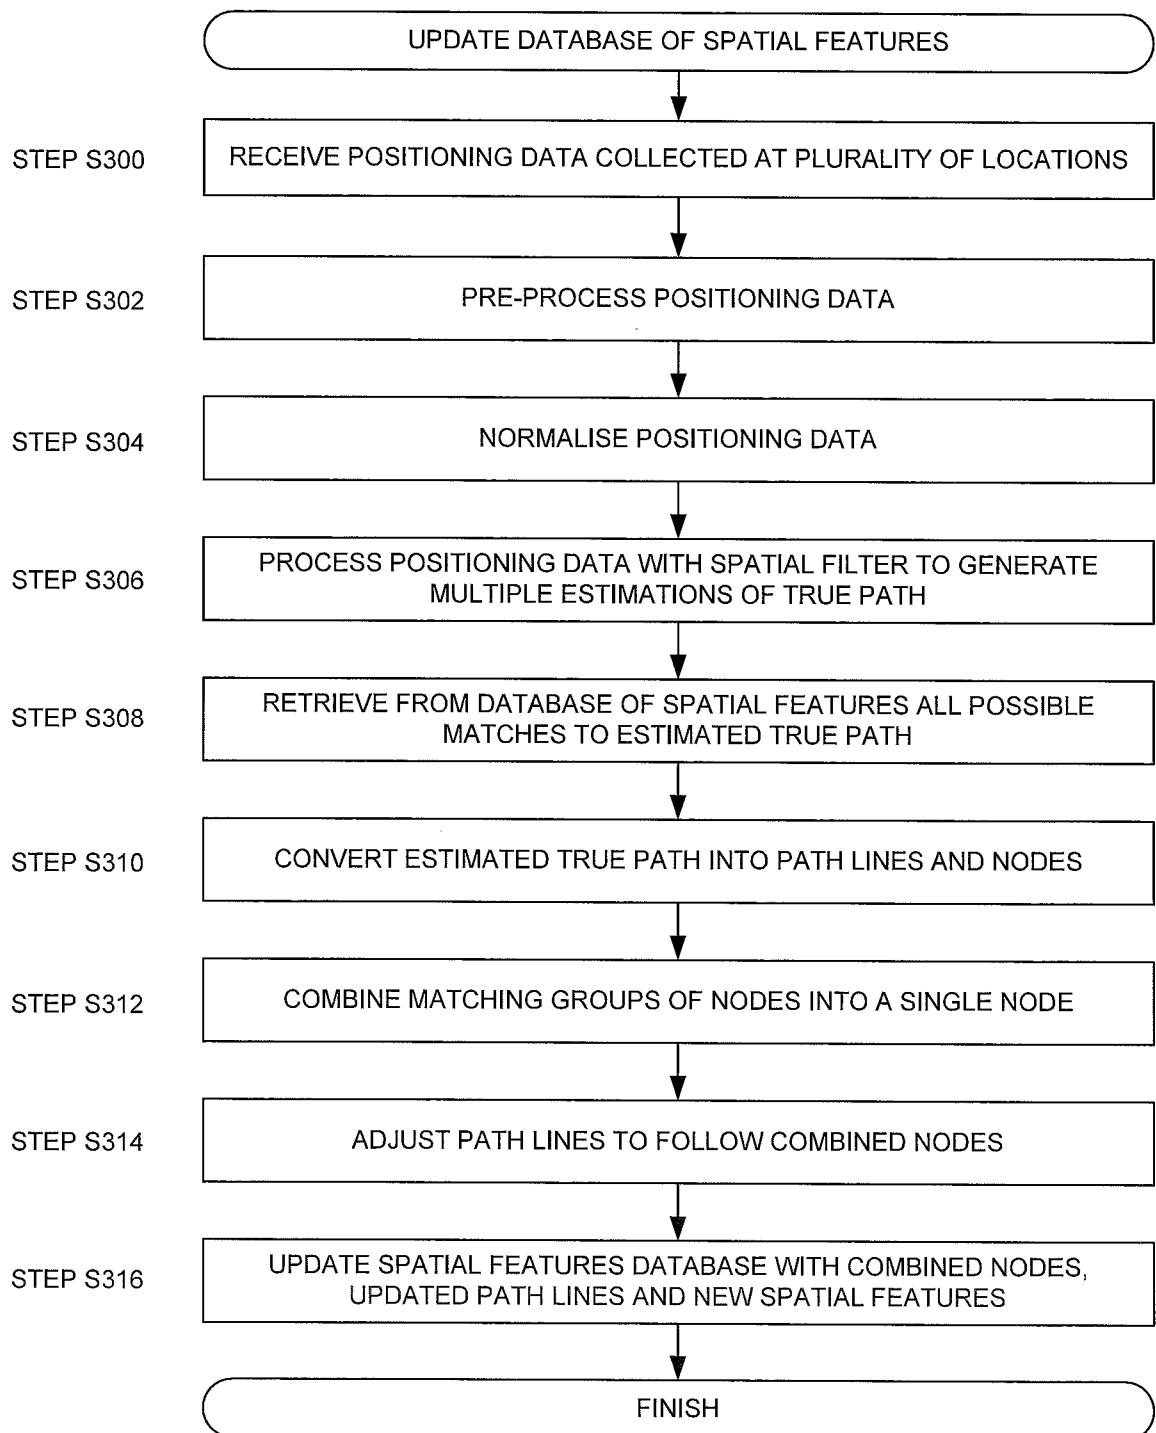 UPDATE DATABASE OF SPATIAL FEATURES
STEP S300
RECEIVE POSITIONING DATA COLLECTED AT PLURALITY OF LOCATIONS
STEP S302
PRE-PROCESS POSITIONING DATA
STEP S304
NORMALISE POSITIONING DATA
STEP S306
PROCESS POSITIONING DATA WITH SPATIAL FILTER TO GENERATE
MULTIPLE ESTIMATIONS OF TRUE PATH
STEP S308
RETRIEVE FROM DATABASE OF SPATIAL FEATURES ALL POSSIBLE
MATCHES TO ESTIMATED TRUE PATH
STEP S310
CONVERT ESTIMATED TRUE PATH INTO PATH LINES AND NODES
STEP S312
COMBINE MATCHING GROUPS OF NODES INTO A SINGLE NODE
STEP S314
ADJUST PATH LINES TO FOLLOW COMBINED NODES
STEP S316
UPDATE SPATIAL FEATURES DATABASE WITH COMBINED NODES,
UPDATED PATH LINES AND NEW SPATIAL FEATURES
FINISH